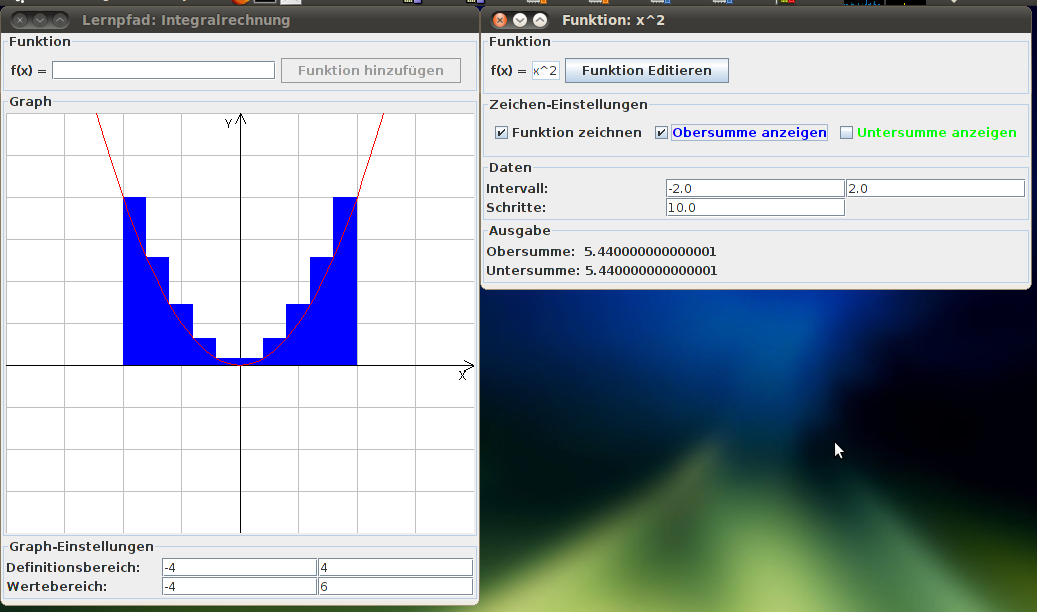 Lernpfad: Integralrechnung
Funktion
f(x) =
Funktion hinzufügen
Graph
Y
X
Graph-Einstellungen
Definitionsbereich: -4 4
Wertebereich: -4 6
Funktion: x^2
Funktion
f(x) = x^2 Funktion Editieren
Zeichen-Einstellungen
Funktion zeichnen Obersumme anzeigen Untersumme anzeigen
Daten
Intervall: -2.0 2.0
Schritte: 10.0
Ausgabe
Obersumme: 5.440000000000001
Untersumme: 5.440000000000001